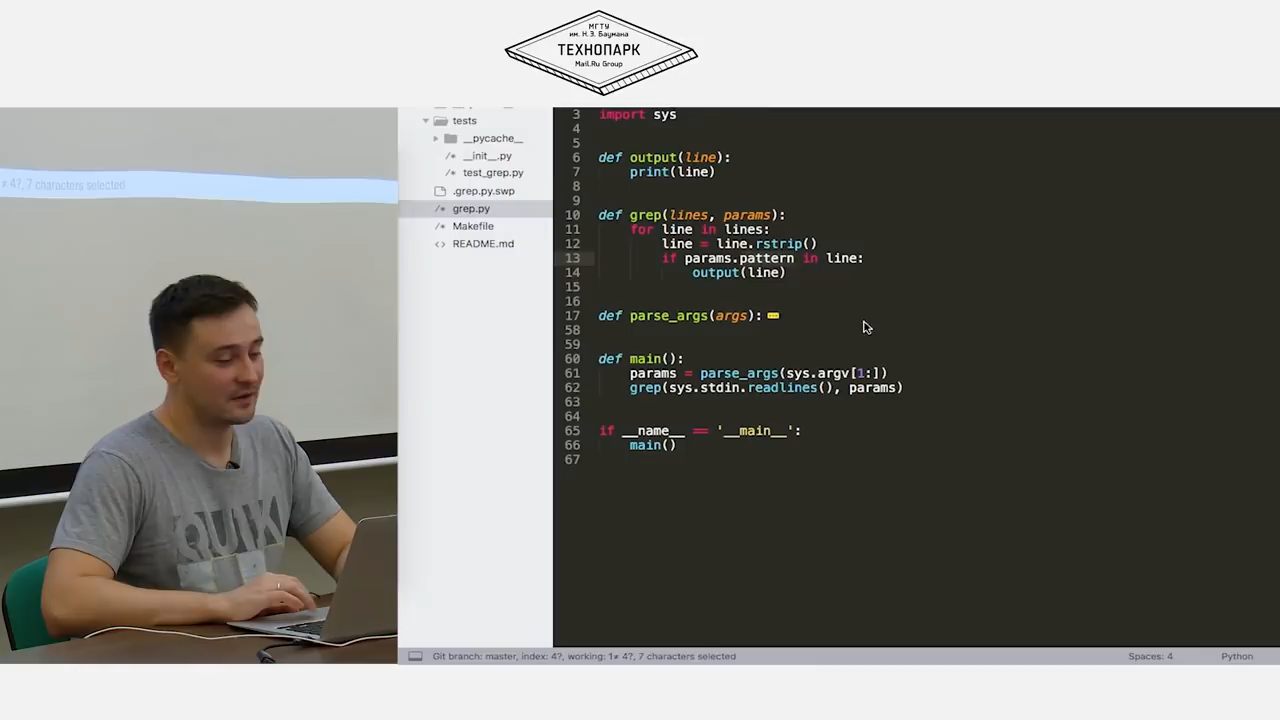 МГТУ
им. Н.Э. Баумана
ТЕХНОПАРК
Mail.Ru Group
≠ 4?, 7 characters selected
QUIK
tests
__pycache__
__init__.py
test_grep.py
.grep.py.swp
grep.py
Makefile
README.md
3 import sys
4
5
6 def output(line):
7 print(line)
8
9
10 def grep(lines, params):
11 for line in lines:
12 line = line.rstrip()
13 if params.pattern in line:
14 output(line)
15
16
17 def parse_args(args):
58
59
60 def main():
61 params = parse_args(sys.argv[1:])
62 grep(sys.stdin.readlines(), params)
63
64
65 if __name__ == '__main__':
66 main()
67
Git branch: master, index: 4?, working: 1≠ 4?, 7 characters selected
Spaces: 4
Python